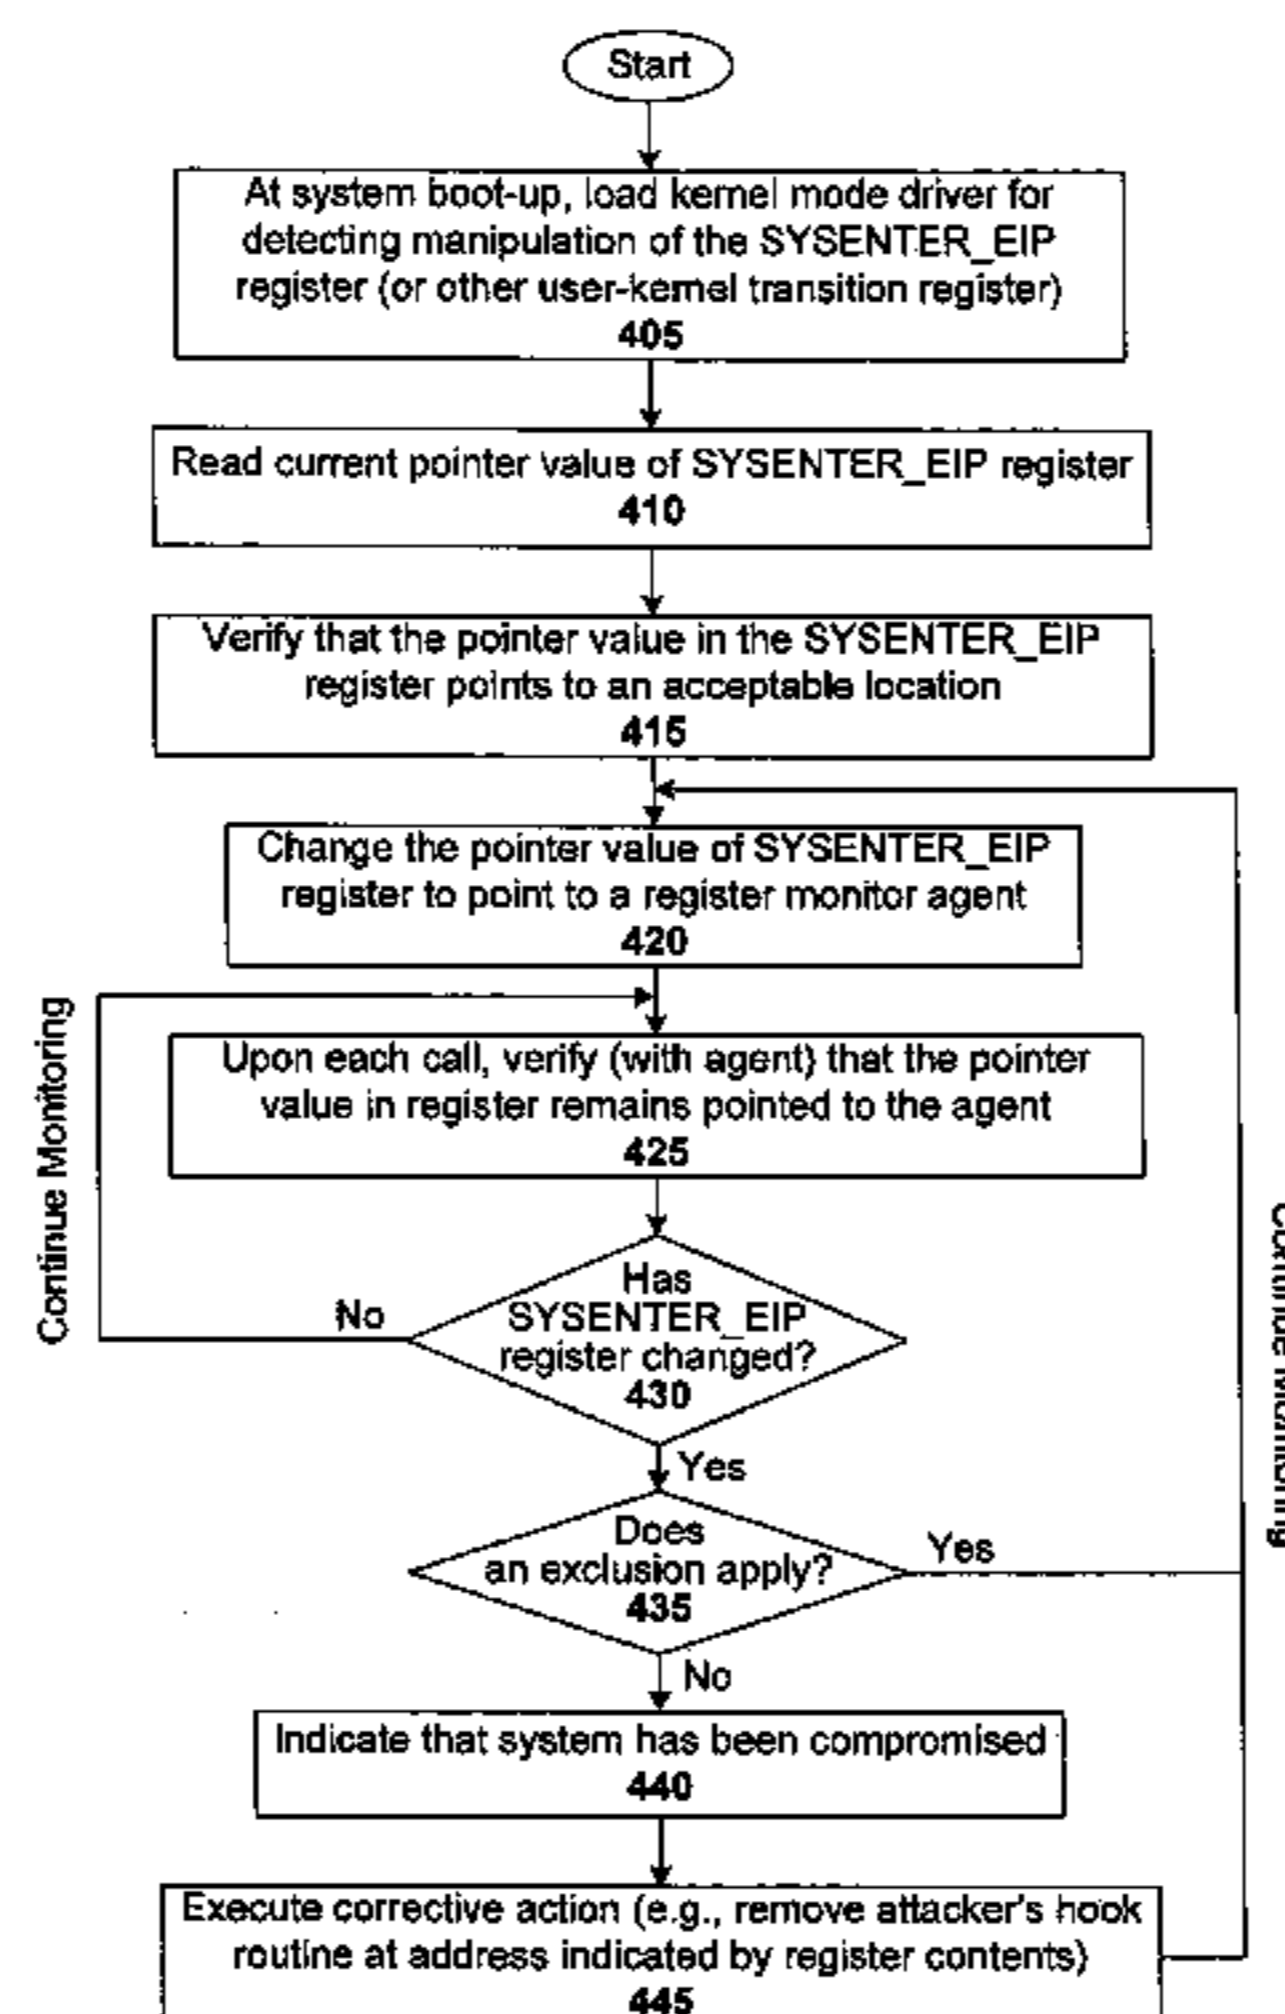 Start
At system boot-up, load kernel mode driver for
detecting manipulation of the SYSENTER_EIP
register (or other user-kernel transition register)
405
Read current pointer value of SYSENTER_EIP register
410
Verify that the pointer value in the SYSENTER_EIP
register points to an acceptable location
415
Change the pointer value of SYSENTER_EIP
register to point to a register monitor agent
420
Continue Monitoring
Upon each call, verify (with agent) that the pointer
value in register remains pointed to the agent
425
Has
SYSENTER_EIP
register changed?
430
No
Yes
Continue Monitoring
Does
an exclusion apply?
435
Yes
No
Indicate that system has been compromised
440
Execute corrective action (e.g., remove attacker's hook
routine at address indicated by register contents)
445